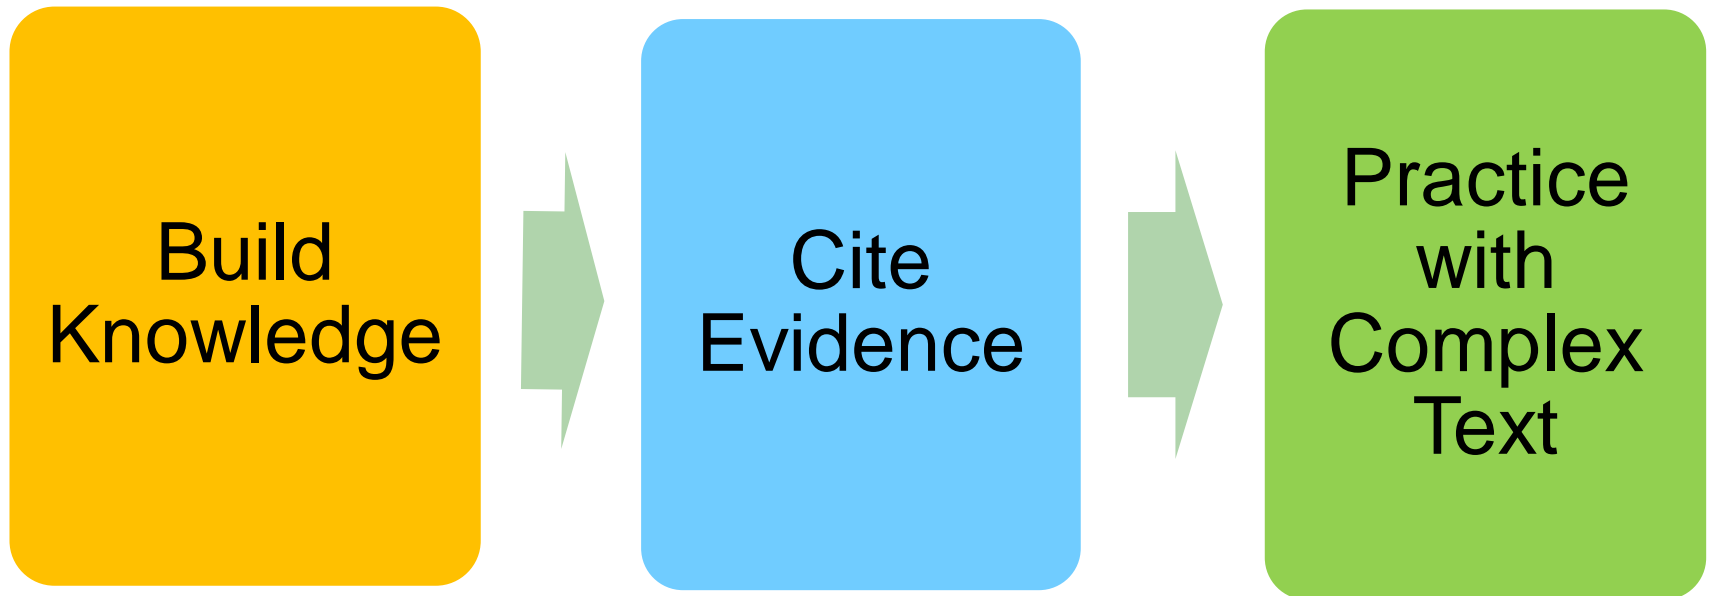 Build
Knowledge
Cite
Evidence
Practice
with
Complex
Text